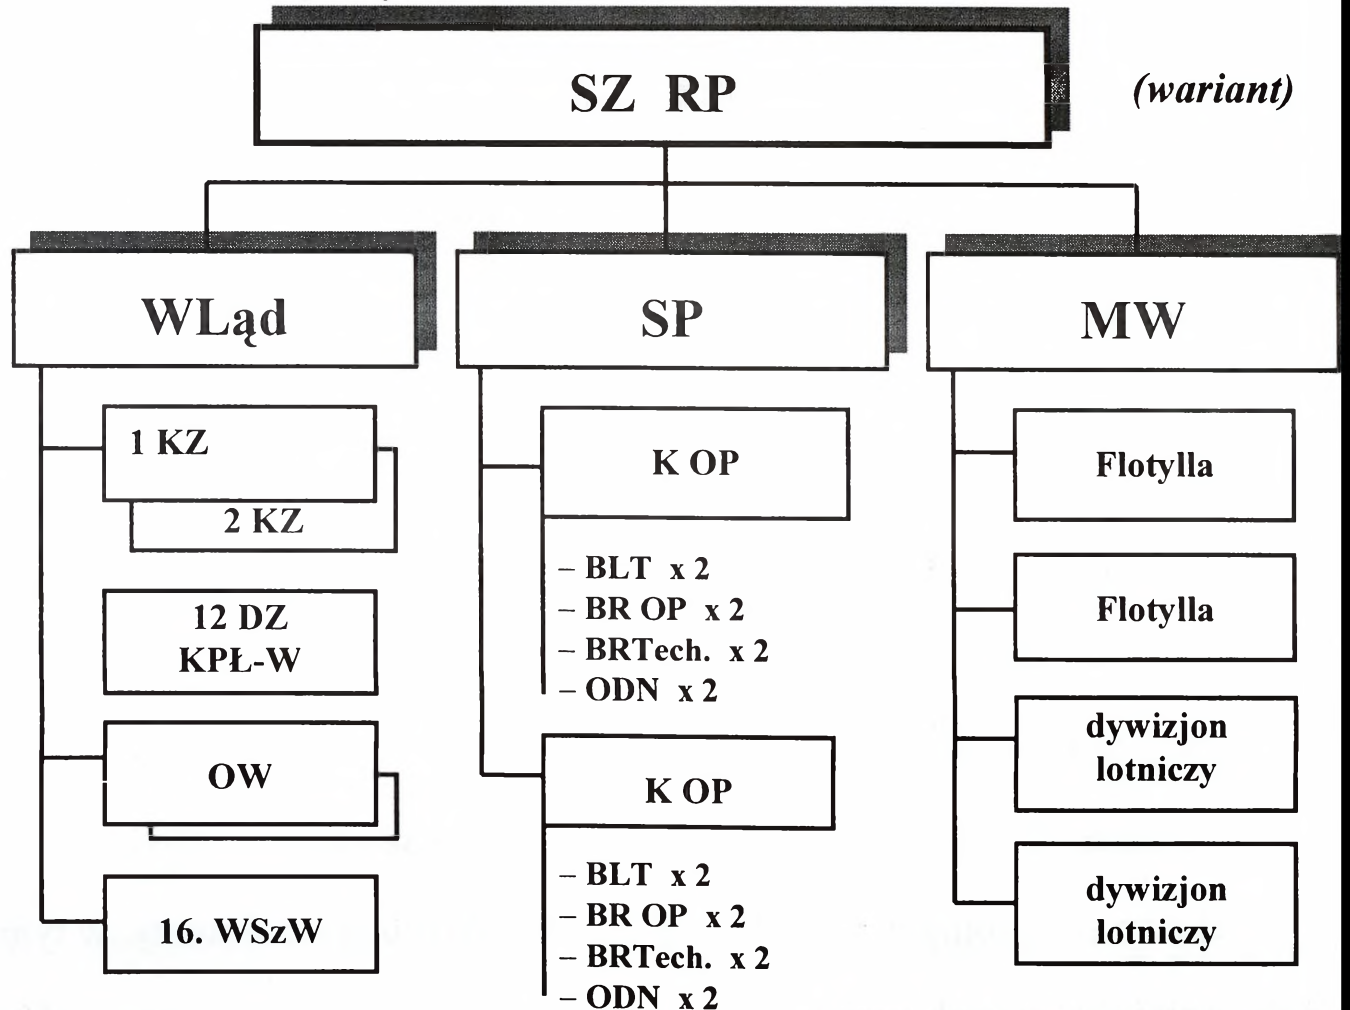 SZ RP
(wariant)
WLąd
SP
MW
1 KZ
2 KZ
12 DZ
KPŁ-W
OW
16. WSzW
K OP
– BLT x 2
– BR OP x 2
– BRTech. x 2
– ODN x 2
K OP
– BLT x 2
– BR OP x 2
– BRTech. x 2
– ODN x 2
Flotylla
Flotylla
dywizjon
lotniczy
dywizjon
lotniczy